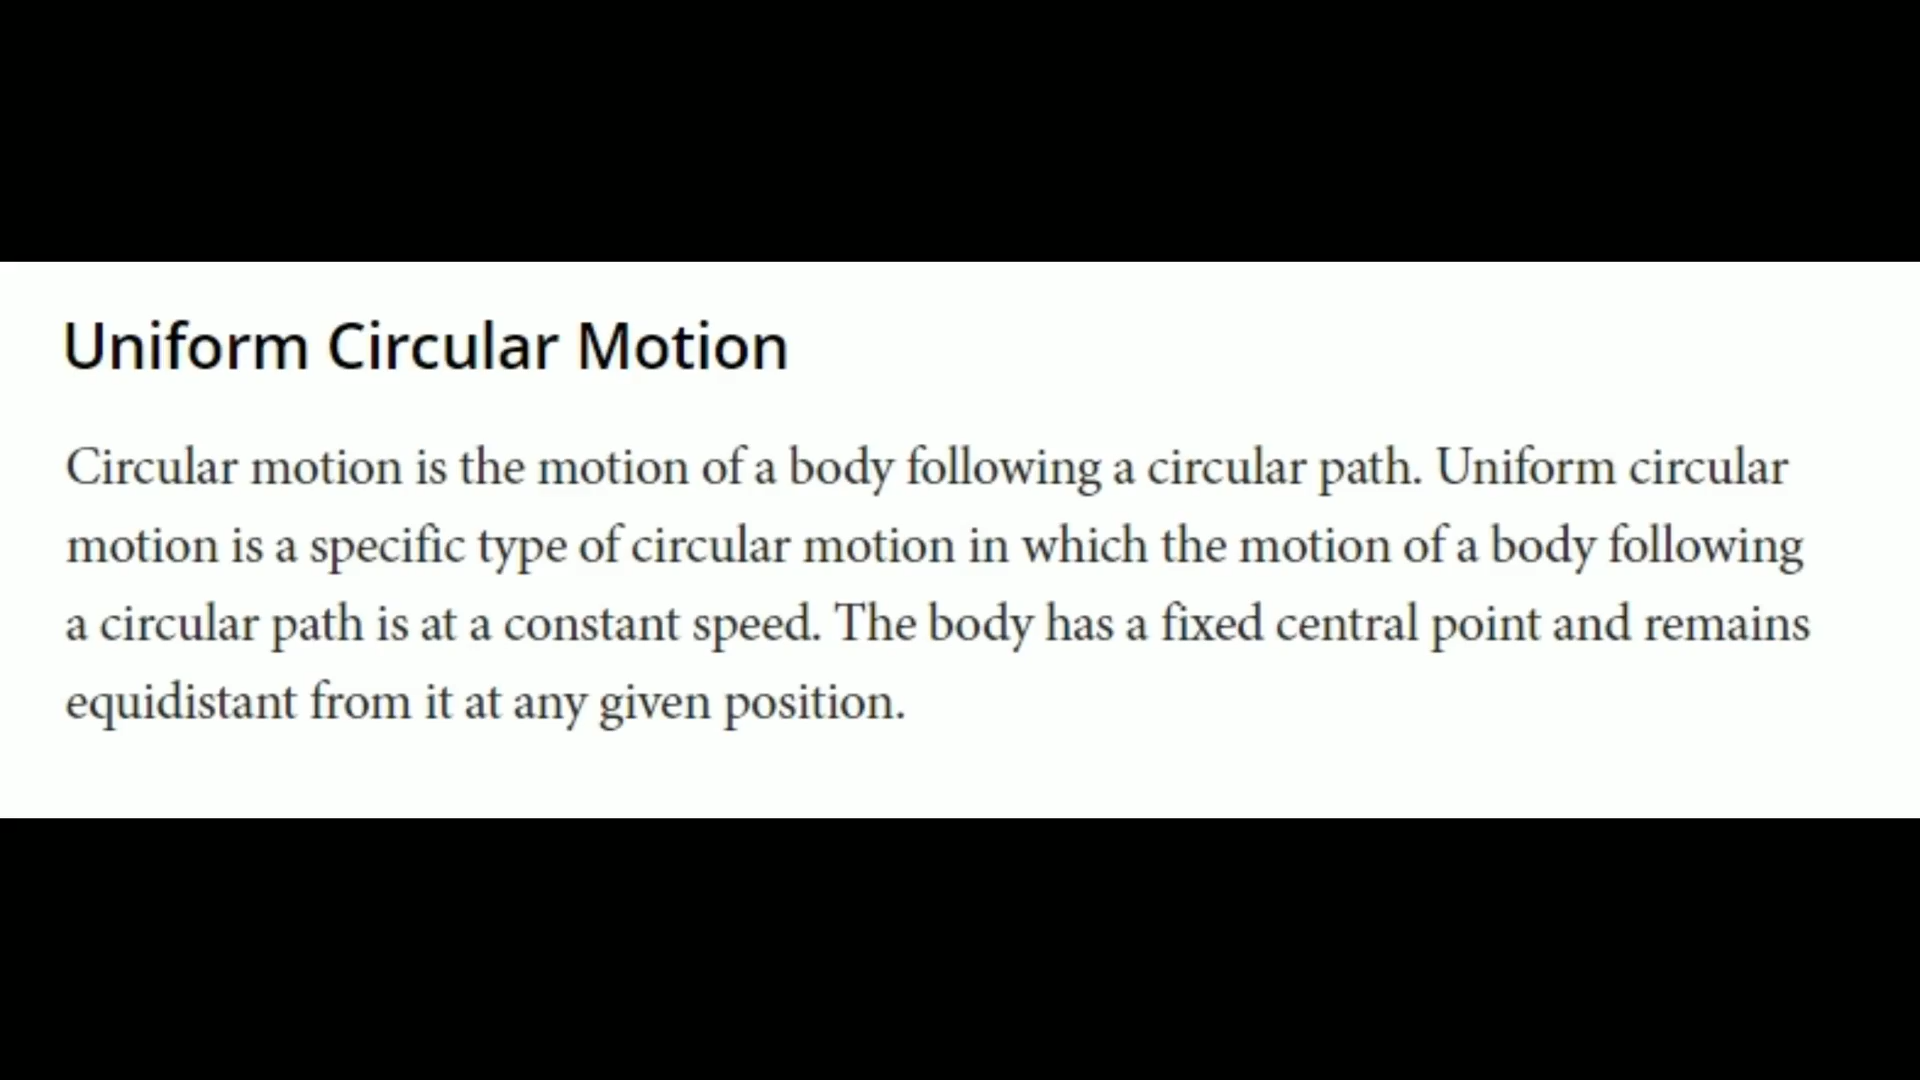 Uniform Circular Motion
Circular motion is the motion of a body following a circular path. Uniform circular
motion is a specific type of circular motion in which the motion of a body following
a circular path is at a constant speed. The body has a fixed central point and remains
equidistant from it at any given position.